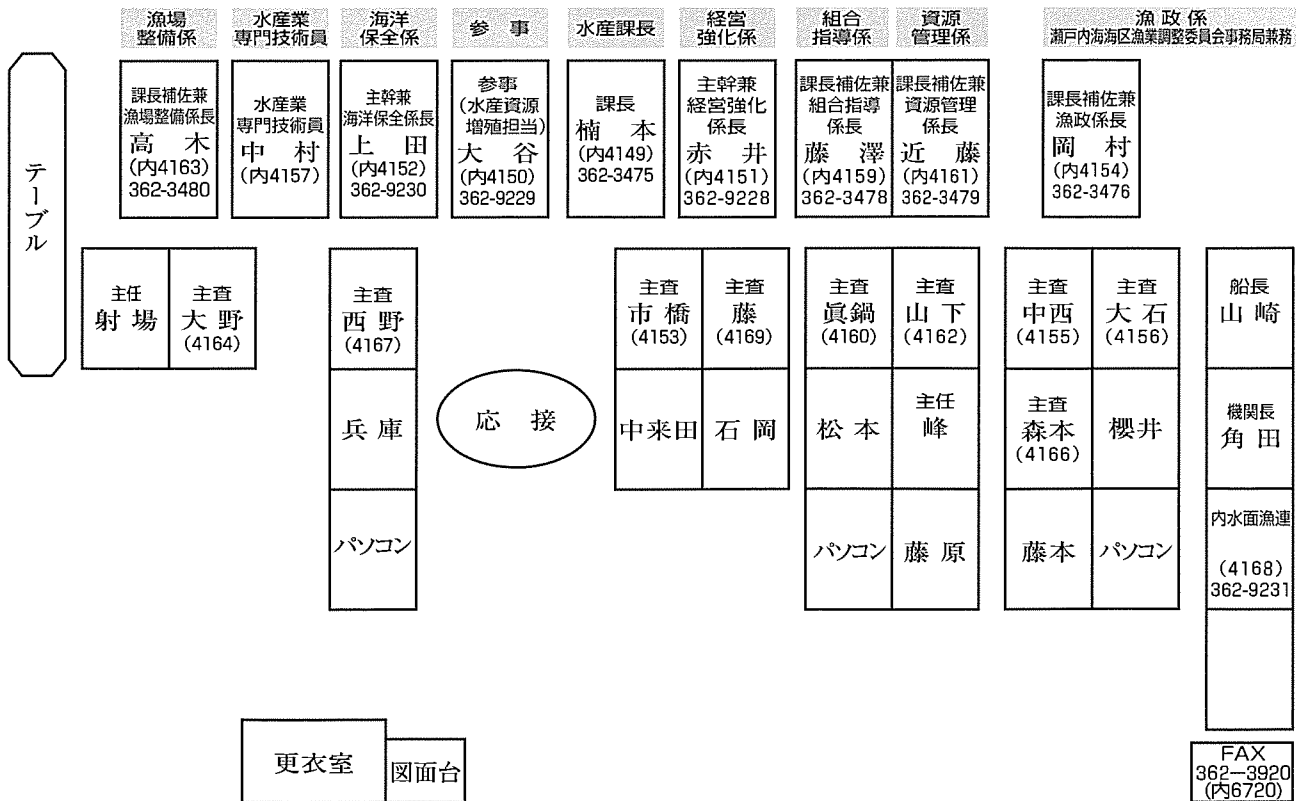 漁場
整備係
水産業
専門技術員
海洋
保全係
参事
水産課長
経営
強化係
組合
指導係
資源
管理係
漁政係
瀬戸内海海区漁業調整委員会事務局兼務
テーブル
課長補佐兼
漁場整備係長
高木
(内4163)
362-3480
水産業
専門技術員
中村
(内4157)
主幹兼
海洋保全係長
上田
(内4152)
362-9230
参事
(水産資源
増殖担当)
大谷
(内4150)
362-9229
課長
楠本
(内4149)
362-3475
主幹兼
経営強化
係長
赤井
(内4151)
362-9228
課長補佐兼
組合指導
係長
藤澤
(内4159)
362-3478
課長補佐兼
資源管理
係長
近藤
(内4161)
362-3479
課長補佐兼
漁政係長
岡村
(内4154)
362-3476
主任
射場
主査
大野
(4164)
主査
西野
(4167)
兵庫
パソコン
応接
主査
市橋
(4153)
主査
藤
(4169)
中来田
石岡
主査
眞鍋
(4160)
主査
山下
(4162)
松本
主任
峰
パソコン
藤原
主査
中西
(4155)
主査
大石
(4156)
主査
森本
(4166)
櫻井
藤本
パソコン
船長
山崎
機関長
角田
内水面漁連
(4168)
362-9231
更衣室
図面台
FAX
362—3920
(内6720)